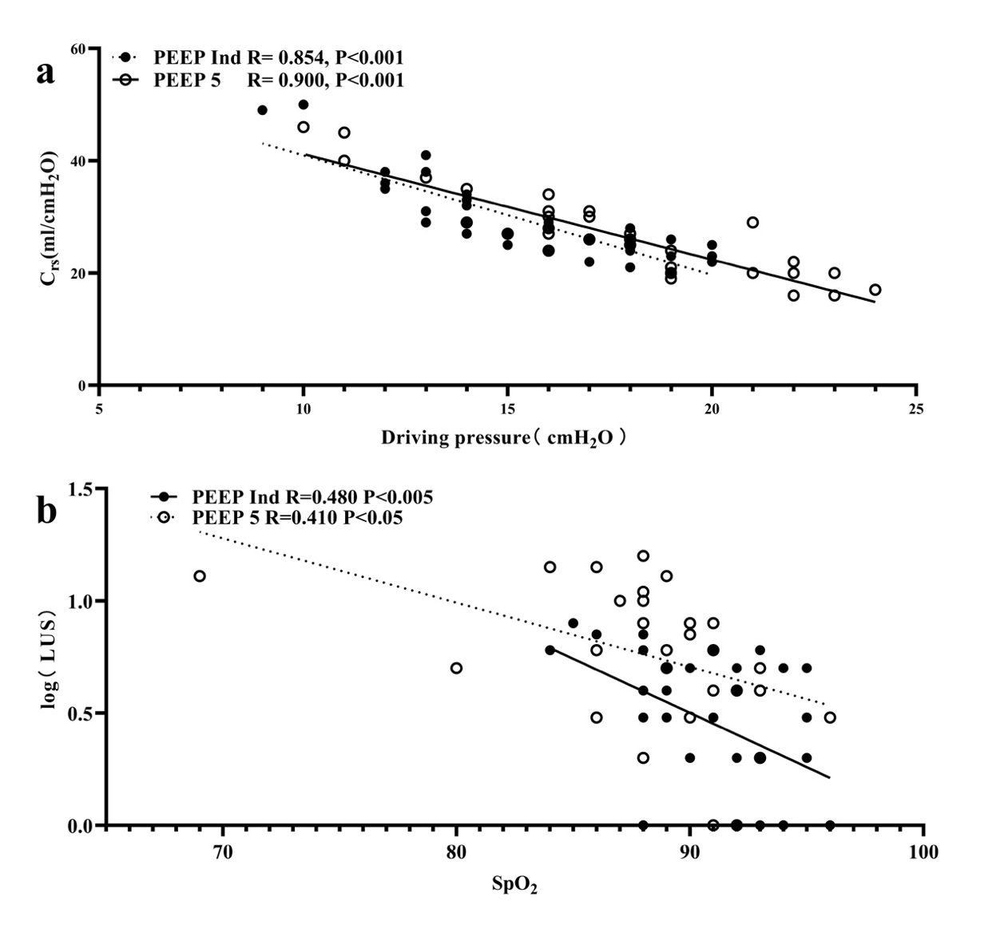 a
PEEP Ind R= 0.854, P<0.001
PEEP 5 R= 0.900, P<0.001
60
40
20
0
Crs(ml/cmH2O)
5 10 15 20 25
Driving pressure( cmH2O )
b
PEEP Ind R=0.480 P<0.005
PEEP 5 R=0.410 P<0.05
1.5
1.0
0.5
0.0
log( LUS)
70 80 90 100
SpO2